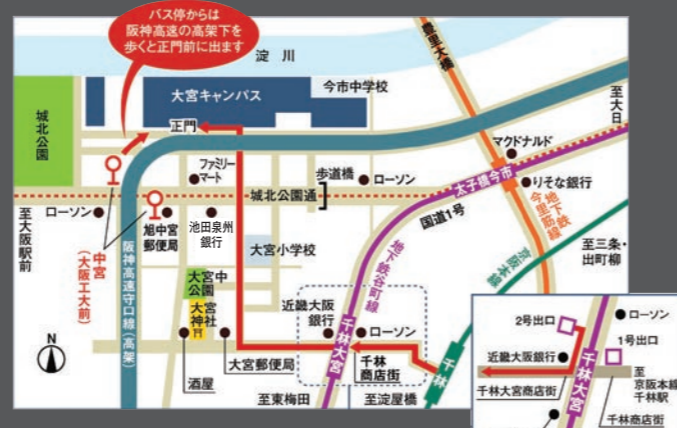 バス停からは
阪神高速の高架下を
歩くと正門前に出ます
淀川
豊里大橋
今市中学校
至大日
大宮キャンパス
城北公園
正門
マクドナルド
ファミリー
マート
歩道橋
ローソン
太子橋今市
りそな銀行
城北公園通
国道1号
地下鉄
今里筋線
至大阪駅前
ローソン
中宮
(大阪工大前)
旭中宮
郵便局
池田泉州
銀行
大宮小学校
阪神高速守口線(高架)
地下鉄谷町線
京阪本線
至三条・
出町柳
大宮中
公園
大宮
神社
近畿大阪
銀行
ローソン
千林大宮
千林
商店街
千林
酒屋
大宮郵便局
至東梅田
至淀屋橋
N
2号出口
ローソン
1号出口
近畿大阪銀行
千林大宮
至
京阪本線
千林駅
千林大宮商店街
千林商店街